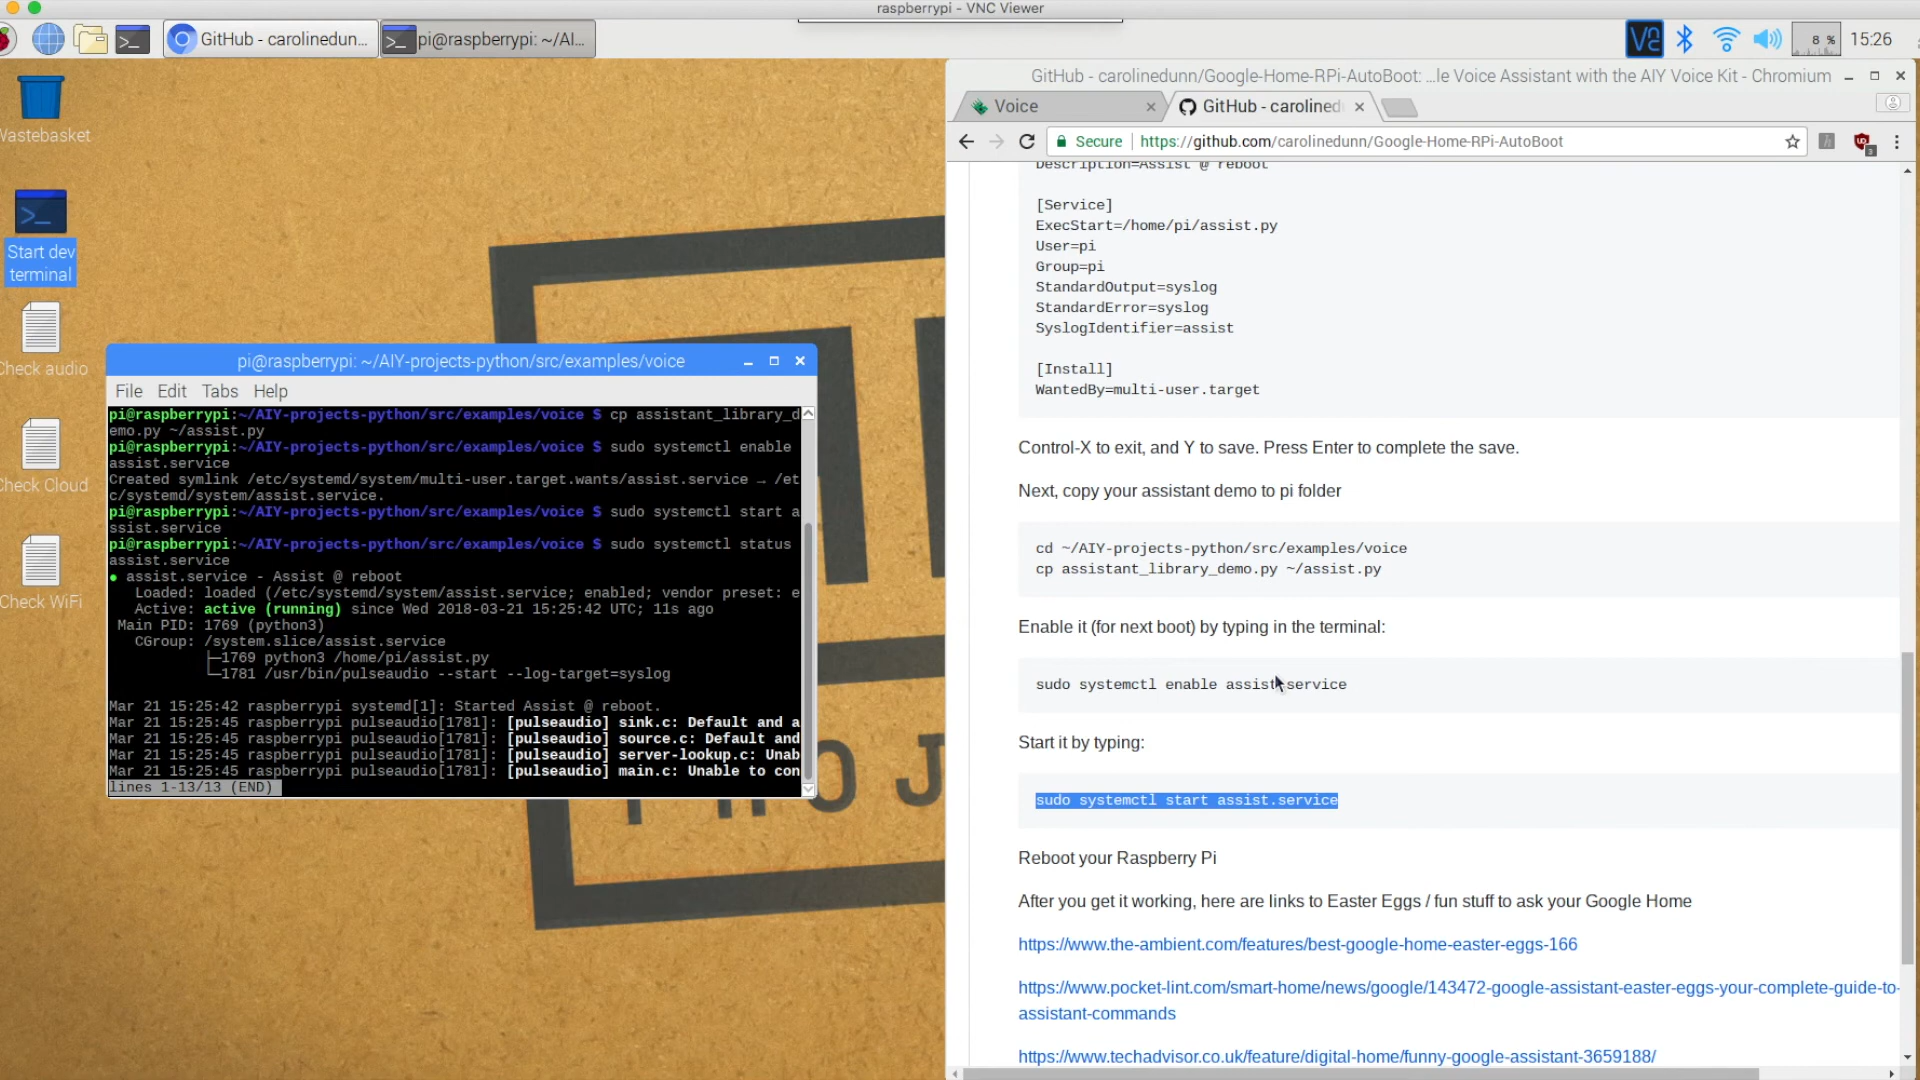 raspberrypi - VNC Viewer
GitHub - carolinedun...
pi@raspberrypi: ~/AI...
8 %
15:26
Wastebasket
Start dev
terminal
Check audio
Check Cloud
Check WiFi
pi@raspberrypi: ~/AIY-projects-python/src/examples/voice
File Edit Tabs Help
pi@raspberrypi:~/AIY-projects-python/src/examples/voice $ cp assistant_library_d
emo.py ~/assist.py
pi@raspberrypi:~/AIY-projects-python/src/examples/voice $ sudo systemctl enable
assist.service
Created symlink /etc/systemd/system/multi-user.target.wants/assist.service → /et
c/systemd/system/assist.service.
pi@raspberrypi:~/AIY-projects-python/src/examples/voice $ sudo systemctl start a
ssist.service
pi@raspberrypi:~/AIY-projects-python/src/examples/voice $ sudo systemctl status
assist.service
● assist.service - Assist @ reboot
Loaded: loaded (/etc/systemd/system/assist.service; enabled; vendor preset: e
Active: active (running) since Wed 2018-03-21 15:25:42 UTC; 11s ago
Main PID: 1769 (python3)
CGroup: /system.slice/assist.service
├─1769 python3 /home/pi/assist.py
└─1781 /usr/bin/pulseaudio --start --log-target=syslog
Mar 21 15:25:42 raspberrypi systemd[1]: Started Assist @ reboot.
Mar 21 15:25:45 raspberrypi pulseaudio[1781]: [pulseaudio] sink.c: Default and a
Mar 21 15:25:45 raspberrypi pulseaudio[1781]: [pulseaudio] source.c: Default and
Mar 21 15:25:45 raspberrypi pulseaudio[1781]: [pulseaudio] server-lookup.c: Unab
Mar 21 15:25:45 raspberrypi pulseaudio[1781]: [pulseaudio] main.c: Unable to con
lines 1-13/13 (END)
GitHub - carolinedunn/Google-Home-RPi-AutoBoot: ...le Voice Assistant with the AIY Voice Kit - Chromium
Voice
GitHub - carolined
Secure
https://github.com/carolinedunn/Google-Home-RPi-AutoBoot
Description=Assist @ reboot
[Service]
ExecStart=/home/pi/assist.py
User=pi
Group=pi
StandardOutput=syslog
StandardError=syslog
SyslogIdentifier=assist
[Install]
WantedBy=multi-user.target
Control-X to exit, and Y to save. Press Enter to complete the save.
Next, copy your assistant demo to pi folder
cd ~/AIY-projects-python/src/examples/voice
cp assistant_library_demo.py ~/assist.py
Enable it (for next boot) by typing in the terminal:
sudo systemctl enable assist.service
Start it by typing:
sudo systemctl start assist.service
Reboot your Raspberry Pi
After you get it working, here are links to Easter Eggs / fun stuff to ask your Google Home
https://www.the-ambient.com/features/best-google-home-easter-eggs-166
https://www.pocket-lint.com/smart-home/news/google/143472-google-assistant-easter-eggs-your-complete-guide-to-
assistant-commands
https://www.techadvisor.co.uk/feature/digital-home/funny-google-assistant-3659188/